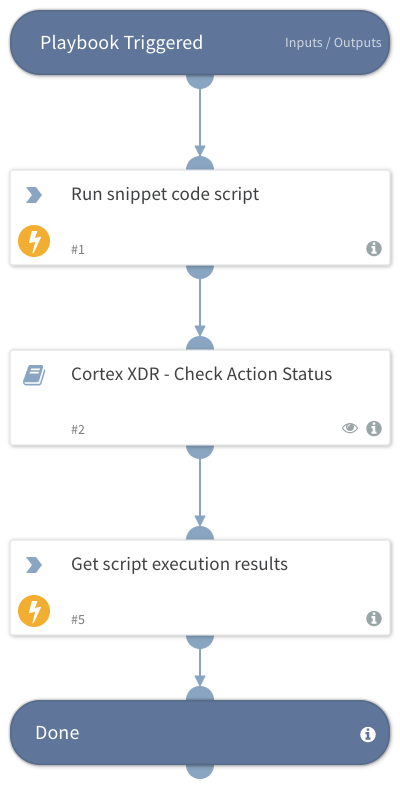 Playbook Triggered Inputs / Outputs
Run snippet code script
#1
Cortex XDR - Check Action Status
#2
Get script execution results
#5
Done